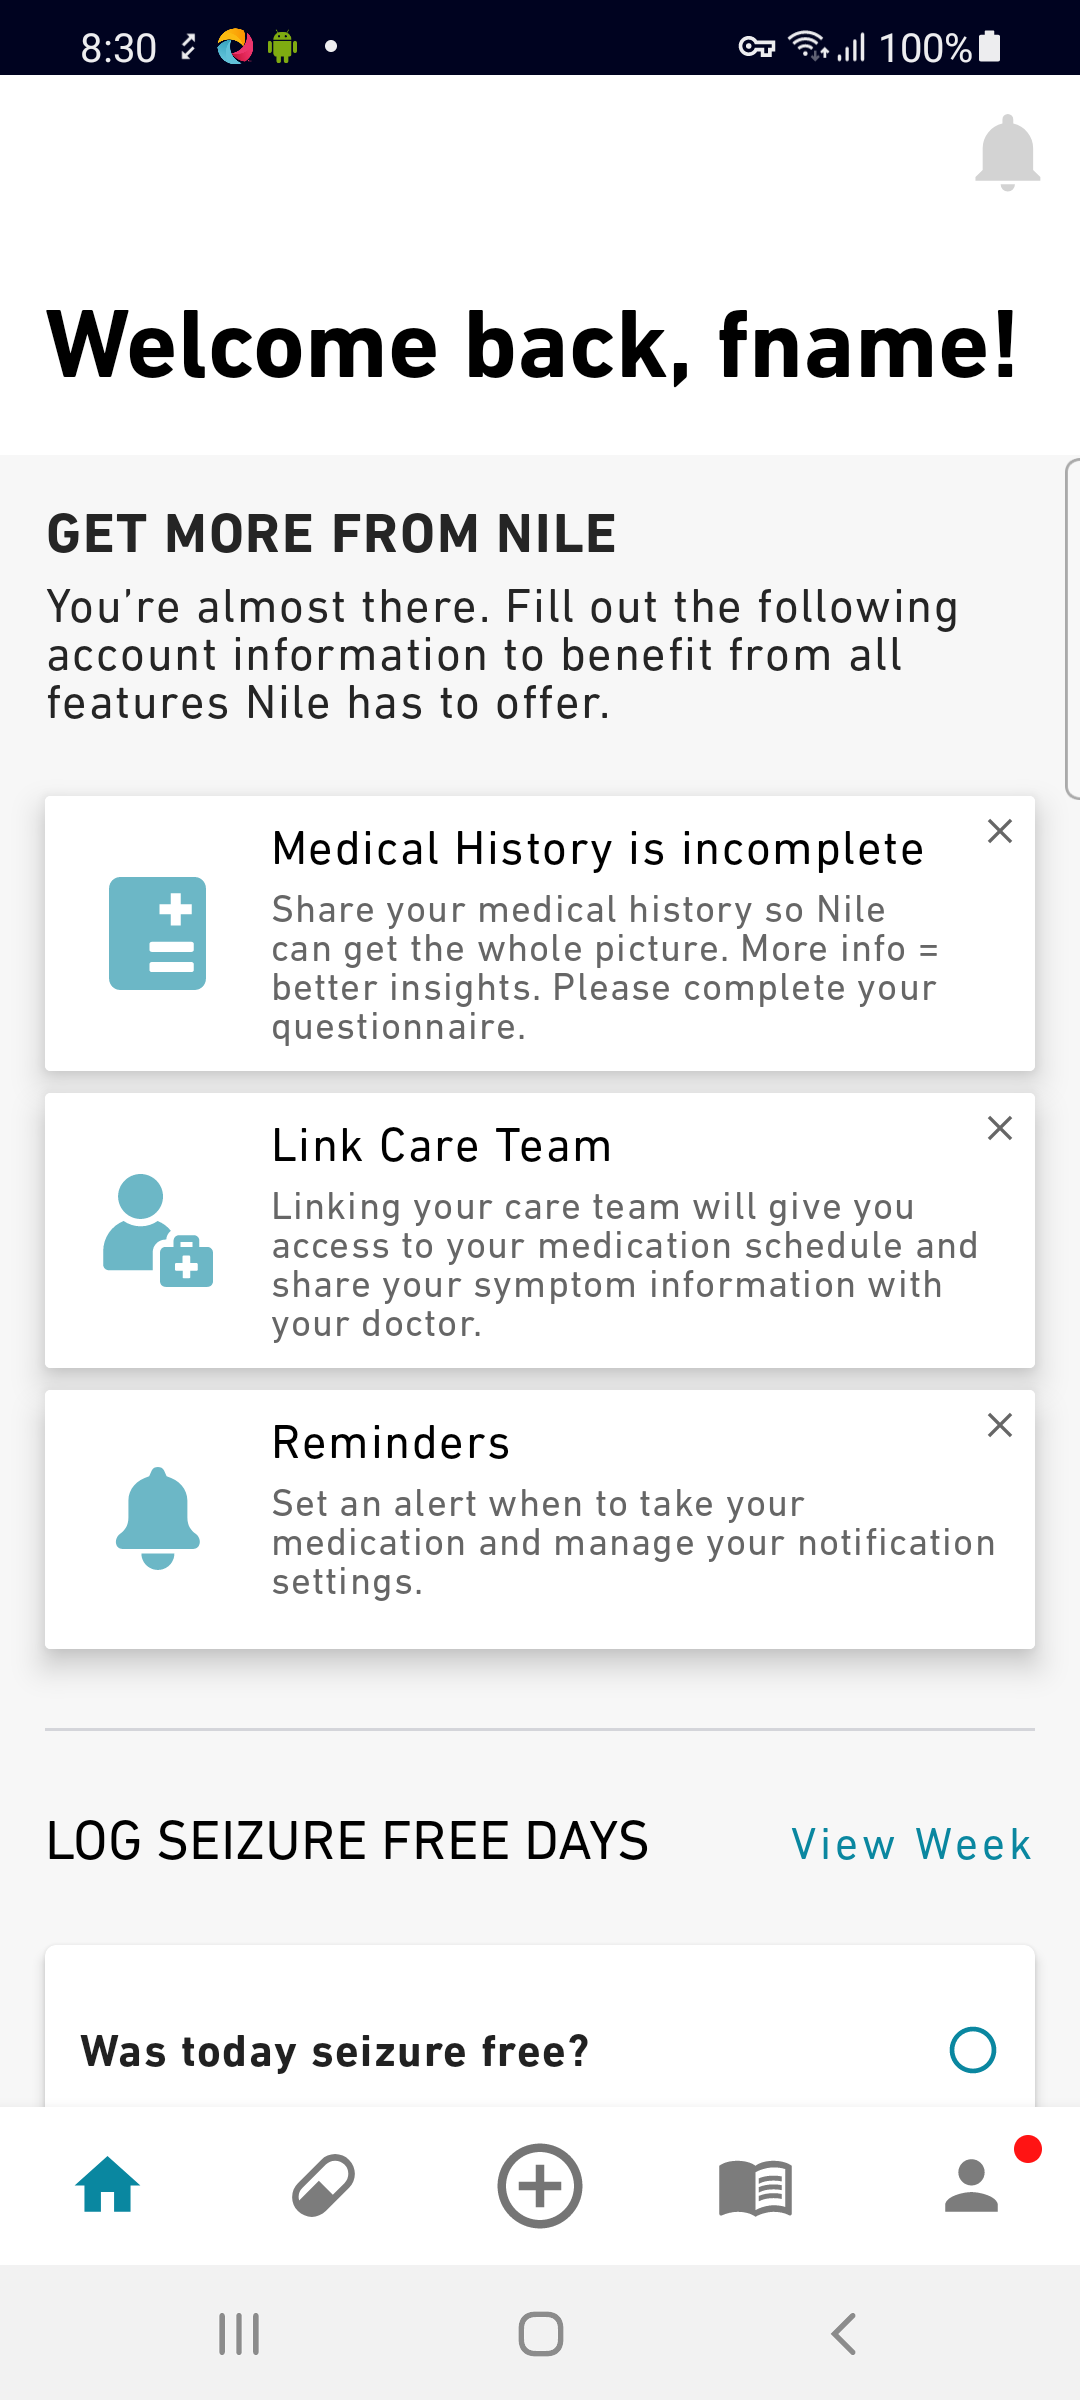 8:30
100%
Welcome back, fname!
GET MORE FROM NILE
You’re almost there. Fill out the following
account information to benefit from all
features Nile has to offer.
Medical History is incomplete
Share your medical history so Nile
can get the whole picture. More info =
better insights. Please complete your
questionnaire.
Link Care Team
Linking your care team will give you
access to your medication schedule and
share your symptom information with
your doctor.
Reminders
Set an alert when to take your
medication and manage your notification
settings.
LOG SEIZURE FREE DAYS
View Week
Was today seizure free?